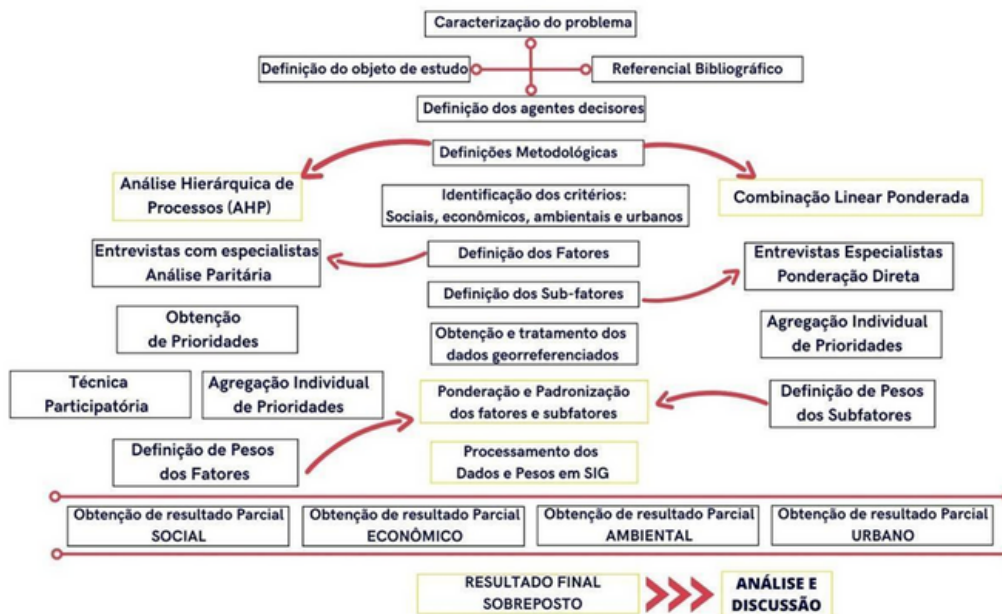 Caracterização do problema
Definição do objeto de estudo
Referencial Bibliográfico
Definição dos agentes decisores
Definições Metodológicas
Análise Hierárquica de
Processos (AHP)
Identificação dos critérios:
Sociais, econômicos, ambientais e urbanos
Combinação Linear Ponderada
Entrevistas com especialistas
Análise Paritária
Definição dos Fatores
Entrevistas Especialistas
Ponderação Direta
Definição dos Sub-fatores
Obtenção
de Prioridades
Obtenção e tratamento dos
dados georreferenciados
Agregação Individual
de Prioridades
Técnica
Participatória
Agregação Individual
de Prioridades
Ponderação e Padronização
dos fatores e subfatores
Definição de Pesos
dos Subfatores
Definição de Pesos
dos Fatores
Processamento dos
Dados e Pesos em SIG
Obtenção de resultado Parcial
SOCIAL
Obtenção de resultado Parcial
ECONÔMICO
Obtenção de resultado Parcial
AMBIENTAL
Obtenção de resultado Parcial
URBANO
RESULTADO FINAL
SOBREPOSTO
ANÁLISE E
DISCUSSÃO